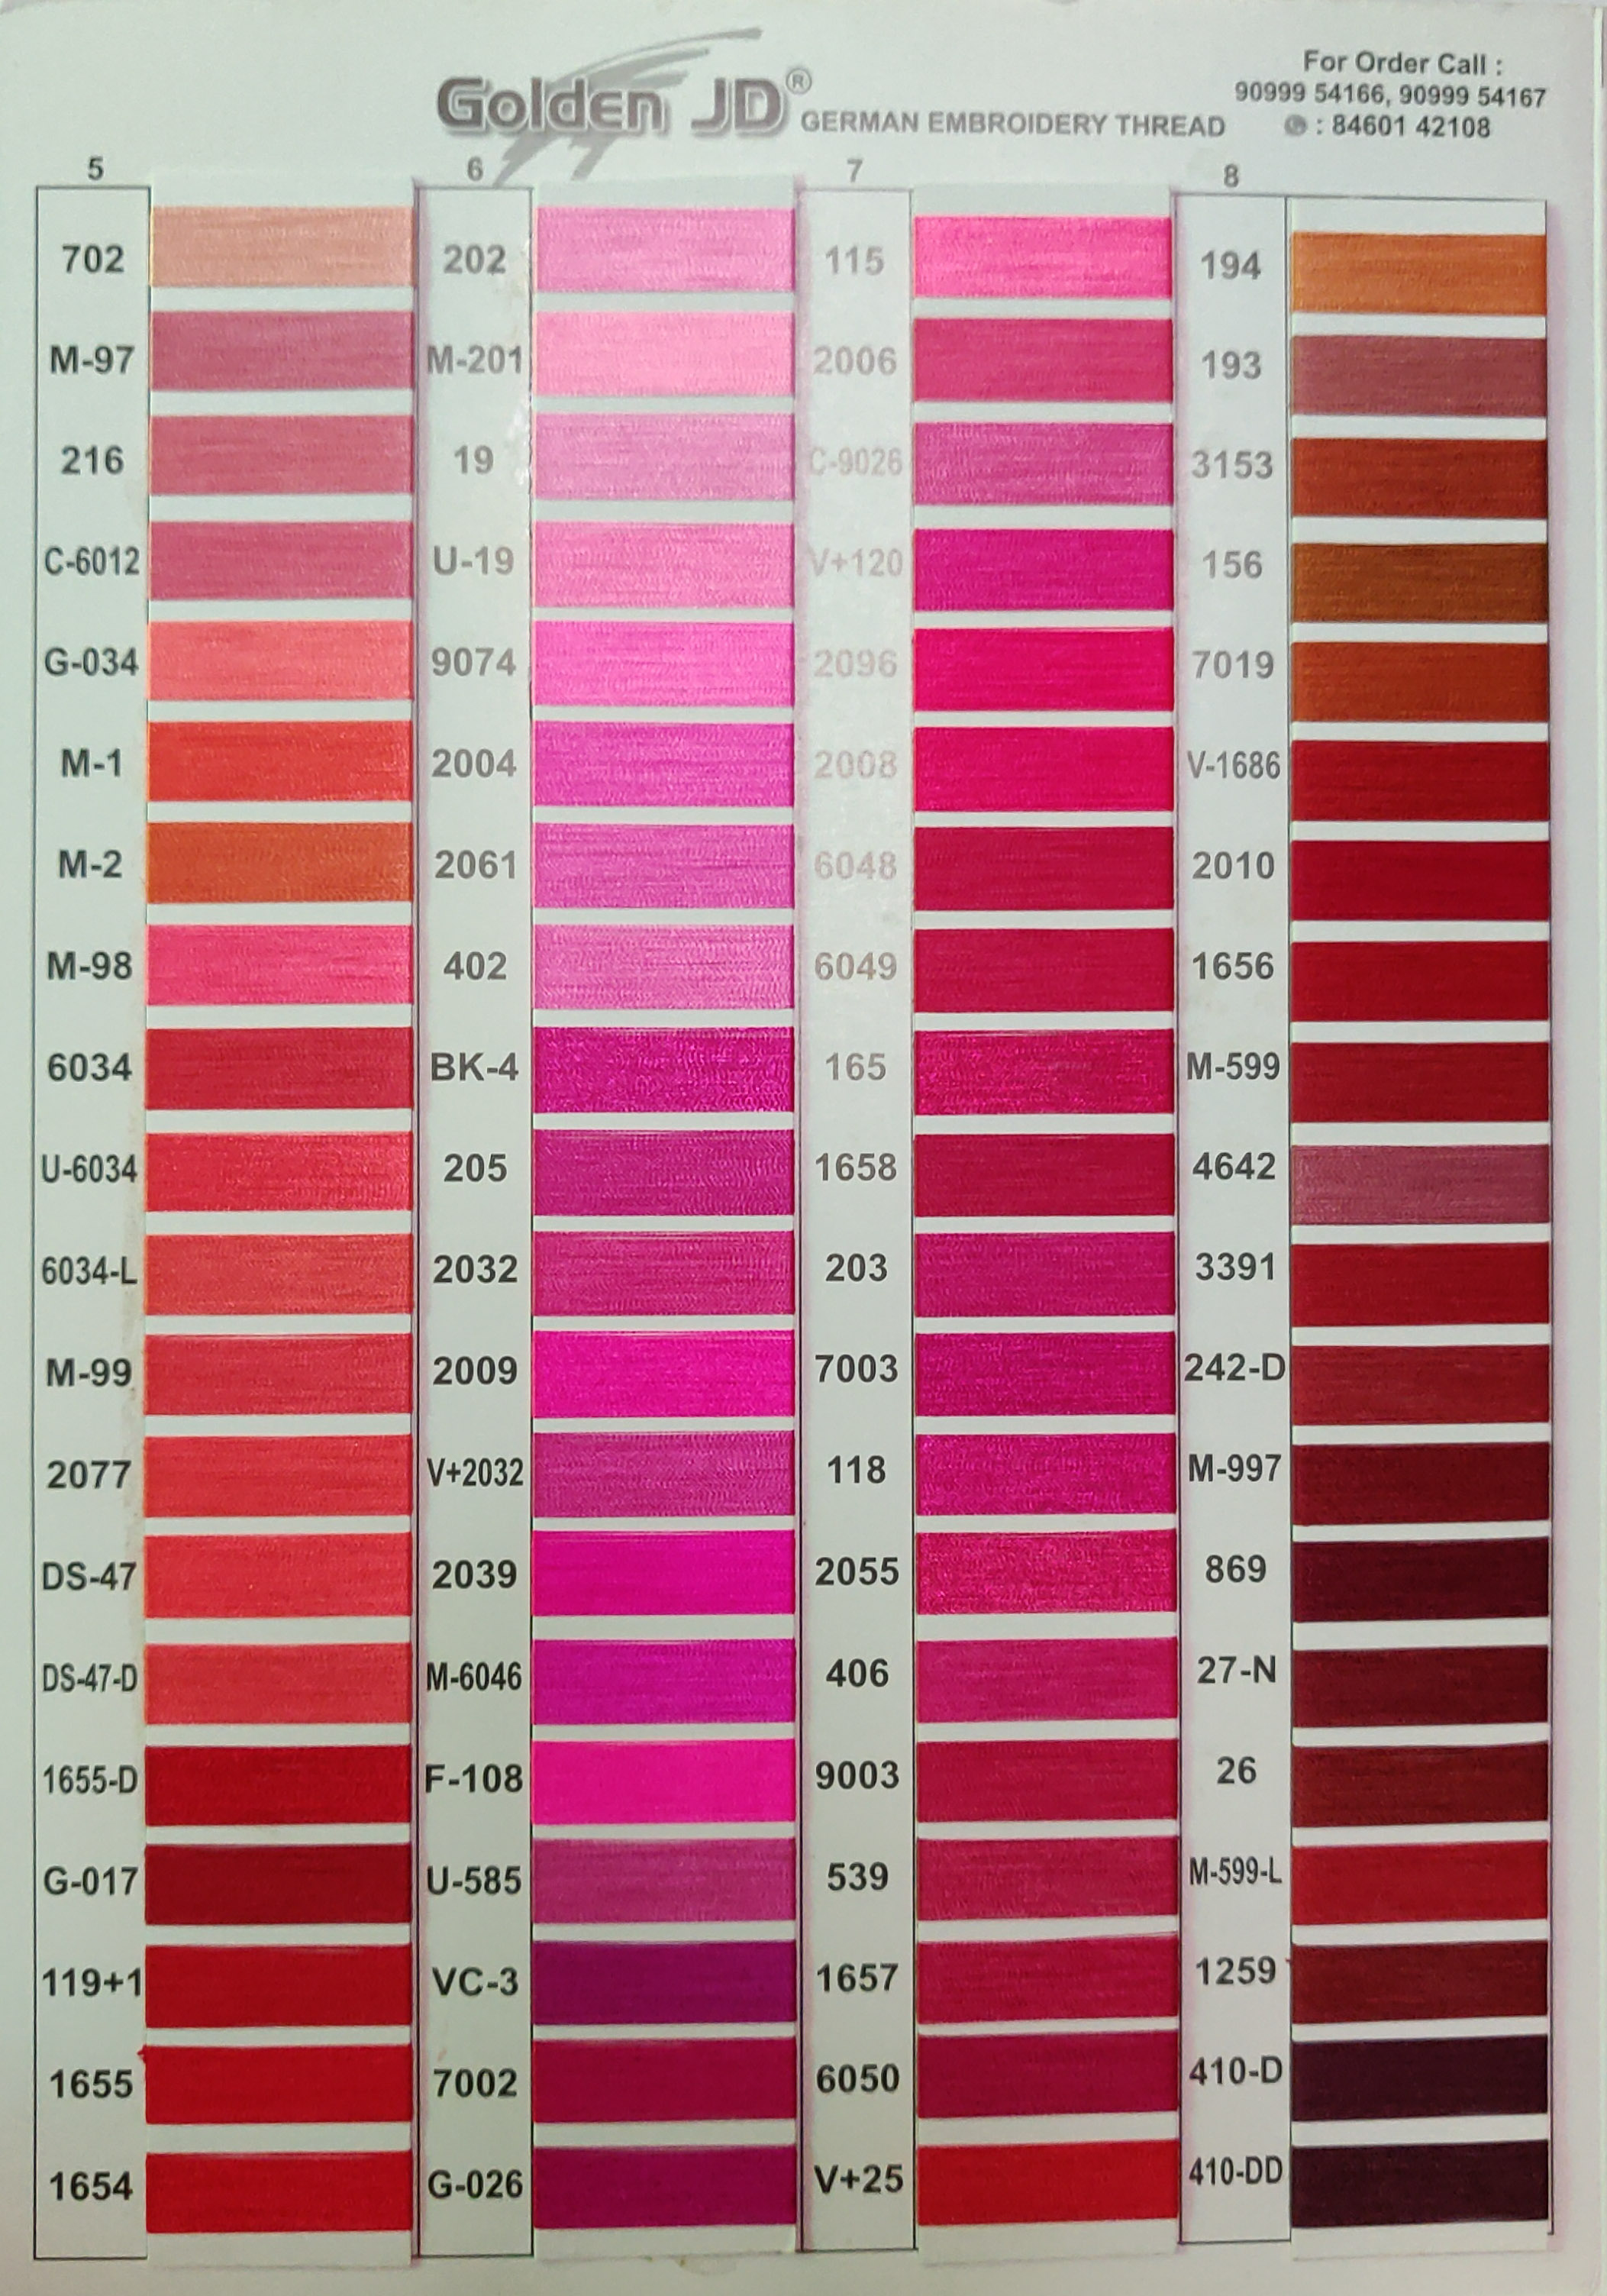 Golden JD® GERMAN EMBROIDERY THREAD
For Order Call :
90999 54166, 90999 54167
: 84601 42108
5 6 7 8
702 202 115 194
M-97 M-201 2006 193
216 19 C-9026 3153
C-6012 U-19 V+120 156
G-034 9074 2096 7019
M-1 2004 2008 V-1686
M-2 2061 6048 2010
M-98 402 6049 1656
6034 BK-4 165 M-599
U-6034 205 1658 4642
6034-L 2032 203 3391
M-99 2009 7003 242-D
2077 V+2032 118 M-997
DS-47 2039 2055 869
DS-47-D M-6046 406 27-N
1655-D F-108 9003 26
G-017 U-585 539 M-599-L
119+1 VC-3 1657 1259
1655 7002 6050 410-D
1654 G-026 V+25 410-DD